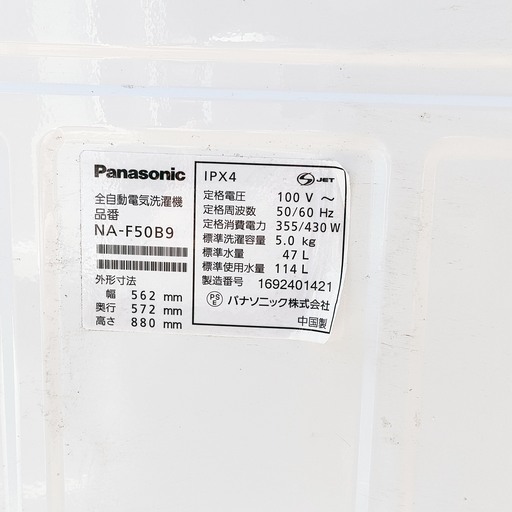 Panasonic
全自動電気洗濯機
品番
NA-F50B9
外形寸法
幅 562 mm
奥行 572 mm
高さ 880 mm
IPX4
S JET
定格電圧 100 V ～
定格周波数 50/60 Hz
定格消費電力 355/430 W
標準洗濯容量 5.0 kg
標準水量 47 L
標準使用水量 114 L
製造番号 1692401421
PS E パナソニック株式会社
中国製